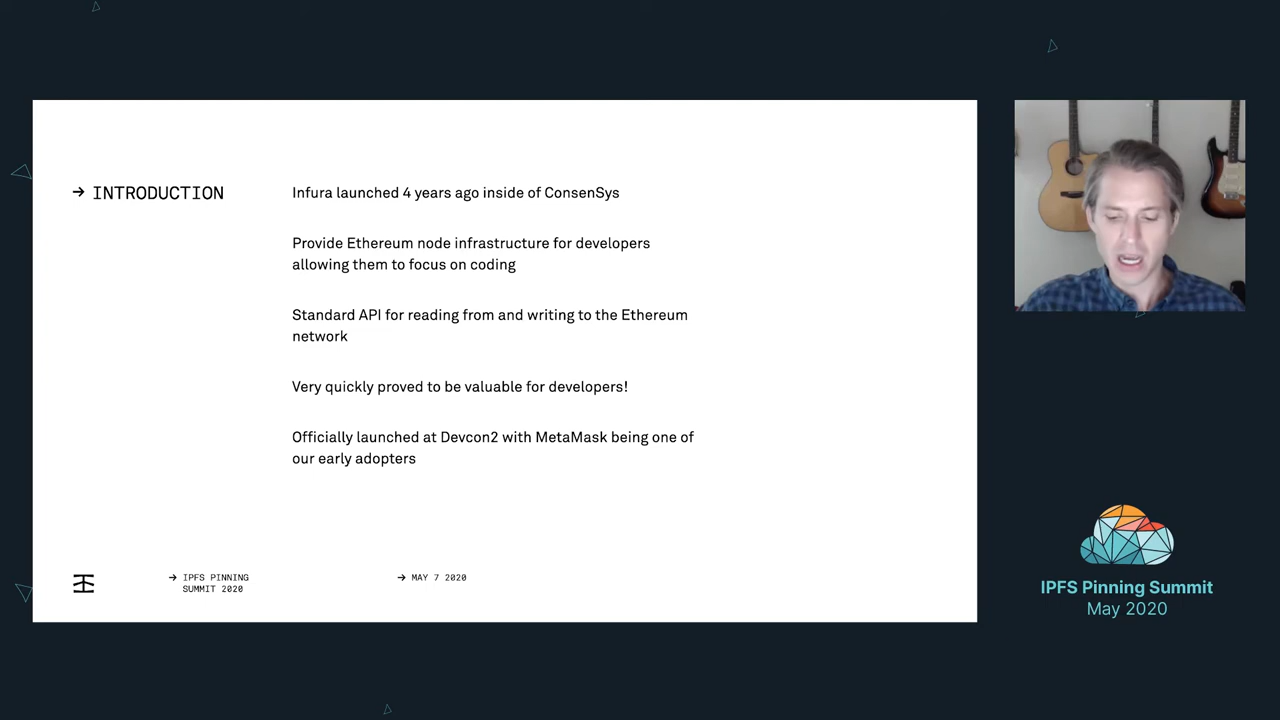 → INTRODUCTION
Infura launched 4 years ago inside of ConsenSys
Provide Ethereum node infrastructure for developers
allowing them to focus on coding
Standard API for reading from and writing to the Ethereum
network
Very quickly proved to be valuable for developers!
Officially launched at Devcon2 with MetaMask being one of
our early adopters
→ IPFS PINNING
SUMMIT 2020
→ MAY 7 2020
IPFS Pinning Summit
May 2020